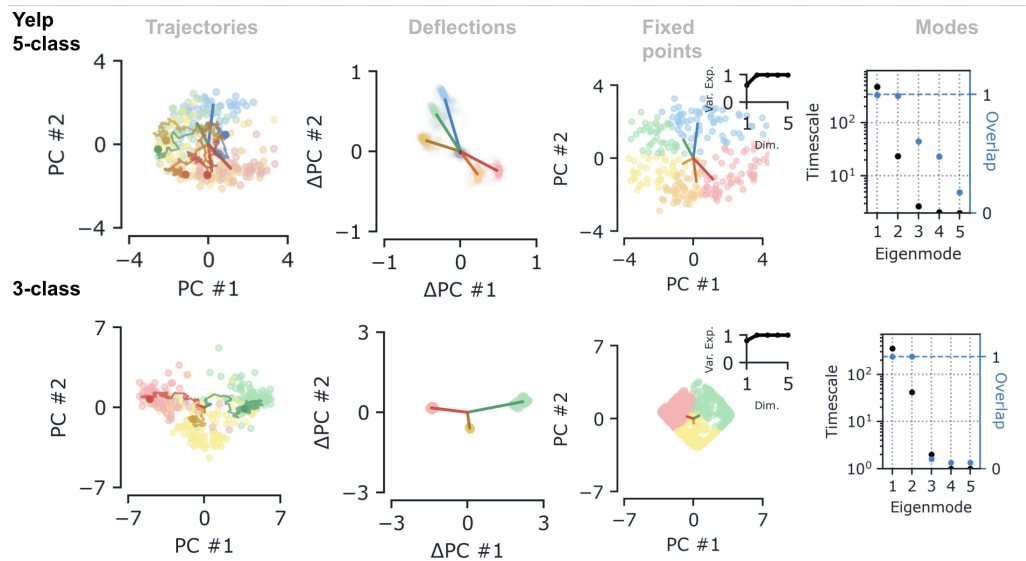 Yelp
5-class
Trajectories
Deflections
Fixed
points
Modes
4
0
−4
PC #2
−4
0
4
PC #1
1
0
−1
ΔPC #2
−1
0
1
ΔPC #1
4
0
−4
PC #2
−4
0
4
PC #1
Var. Exp.
1
0
1
5
Dim.
Timescale
10²
10¹
1
0
Overlap
1 2 3 4 5
Eigenmode
3-class
7
0
−7
PC #2
−7
0
7
PC #1
3
0
−3
ΔPC #2
−3
0
3
ΔPC #1
7
0
−7
PC #2
−7
0
7
PC #1
Var. Exp.
1
0
1
5
Dim.
Timescale
10²
10¹
10⁰
1
0
Overlap
1 2 3 4 5
Eigenmode